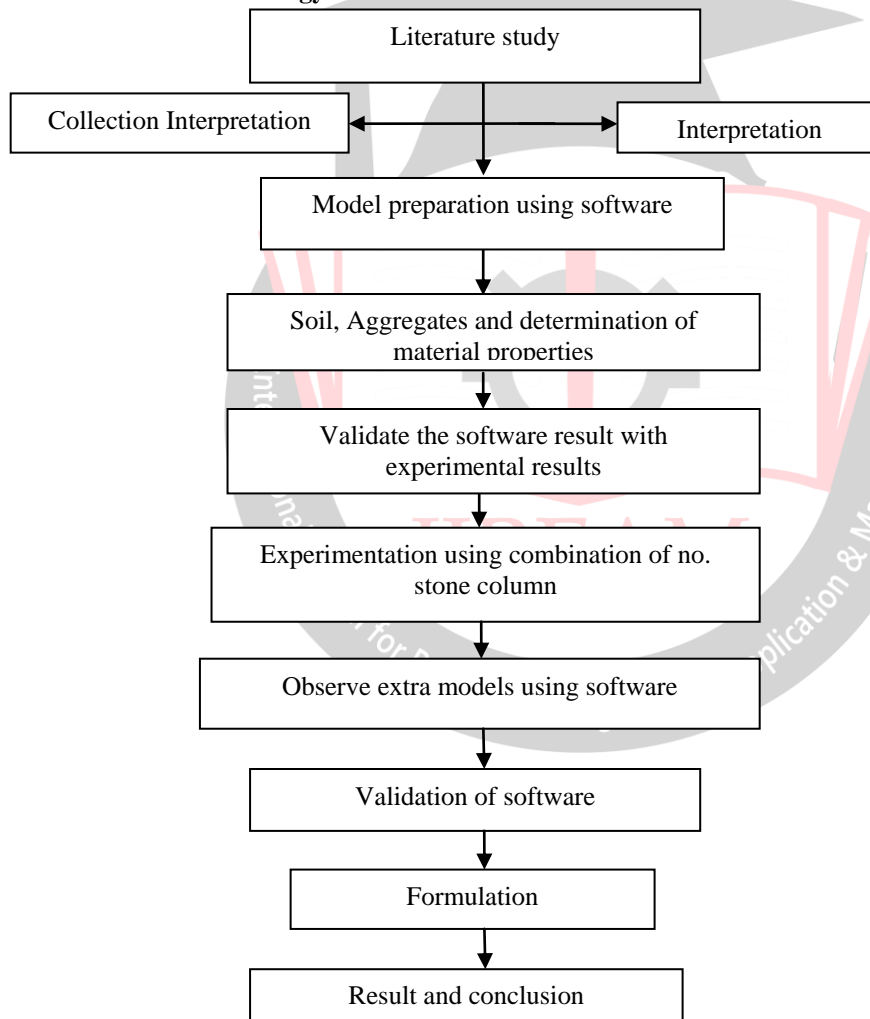 gy
Literature study
Collection Interpretation
Interpretation
Model preparation using software
Soil, Aggregates and determination of
material properties
Validate the software result with
experimental results
Experimentation using combination of no.
stone column
Observe extra models using software
Validation of software
Formulation
Result and conclusion